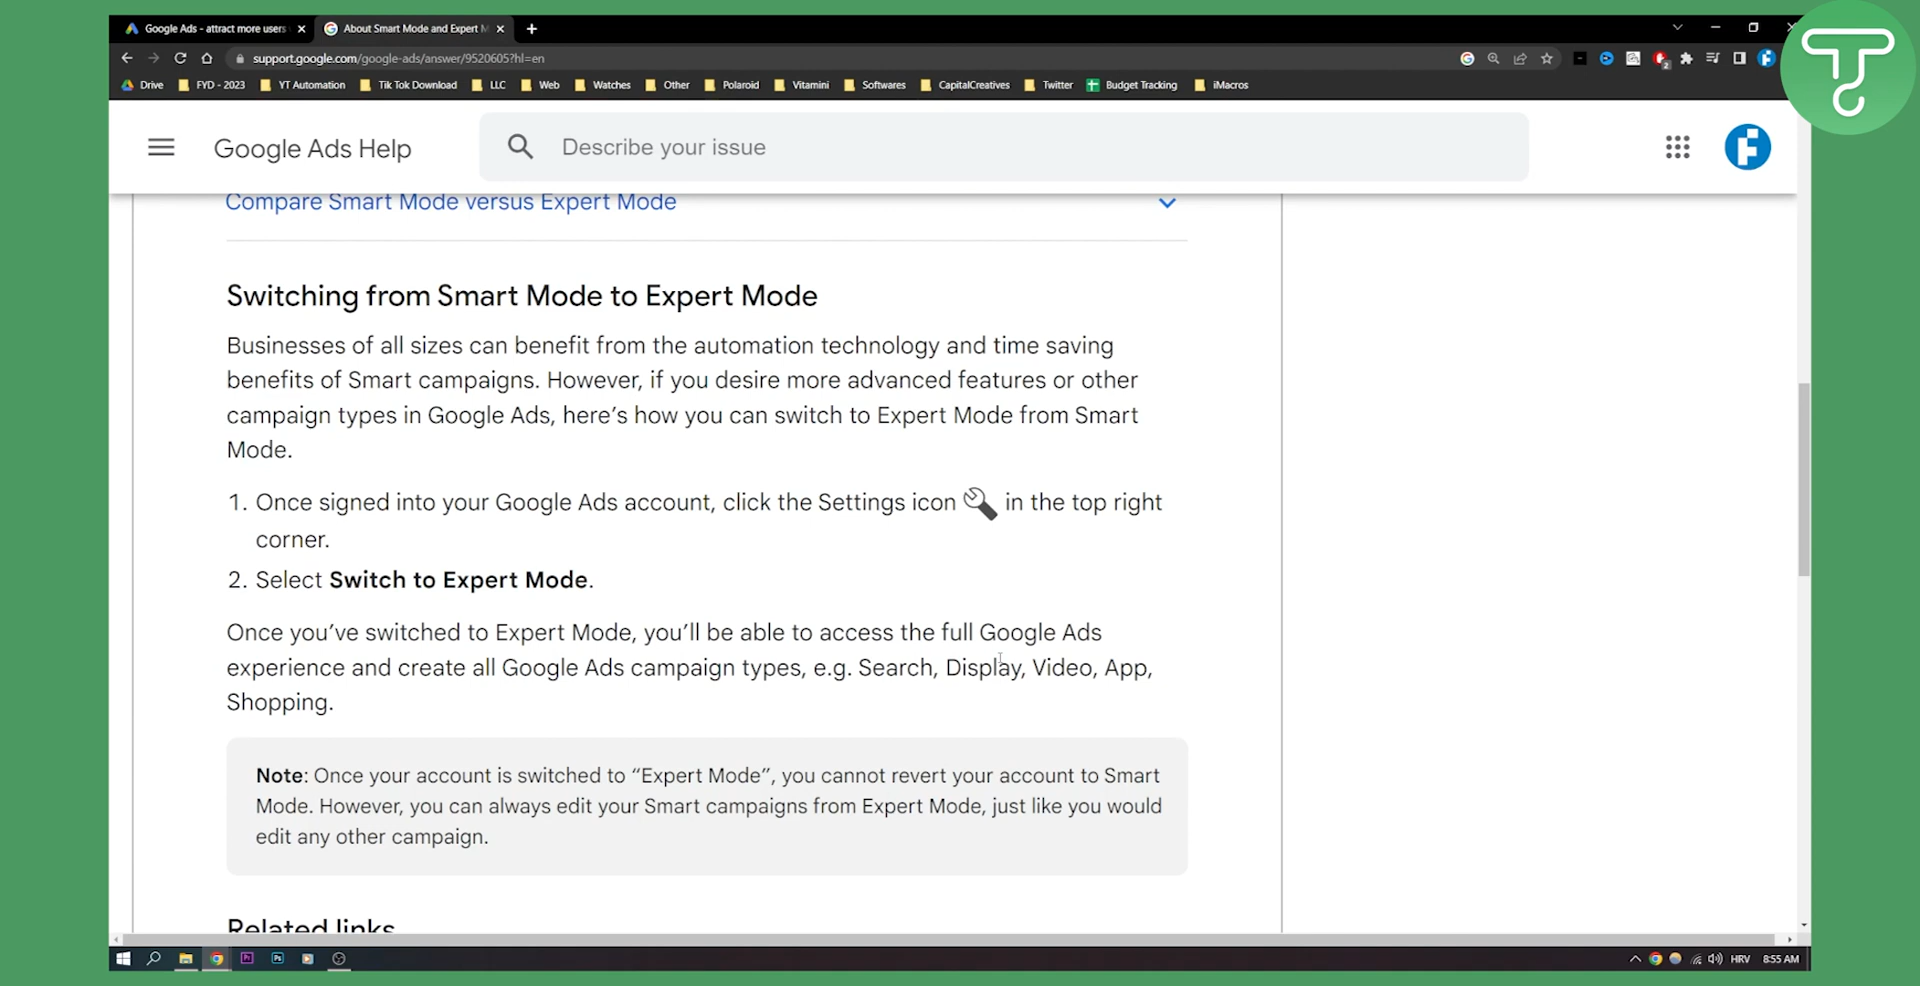 Google Ads - attract more users
About Smart Mode and Expert M
support.google.com/google-ads/answer/9520605?hl=en
Drive FYD - 2023 YT Automation Tik Tok Download LLC Web Watches Other Polaroid Vitamini Softwares CapitalCreatives Twitter Budget Tracking iMacros
Google Ads Help
Describe your issue
Compare Smart Mode versus Expert Mode
Switching from Smart Mode to Expert Mode
Businesses of all sizes can benefit from the automation technology and time saving
benefits of Smart campaigns. However, if you desire more advanced features or other
campaign types in Google Ads, here’s how you can switch to Expert Mode from Smart
Mode.
1. Once signed into your Google Ads account, click the Settings icon in the top right
corner.
2. Select Switch to Expert Mode.
Once you’ve switched to Expert Mode, you’ll be able to access the full Google Ads
experience and create all Google Ads campaign types, e.g. Search, Display, Video, App,
Shopping.
Note: Once your account is switched to “Expert Mode”, you cannot revert your account to Smart
Mode. However, you can always edit your Smart campaigns from Expert Mode, just like you would
edit any other campaign.
Related links
HRV 8:55 AM